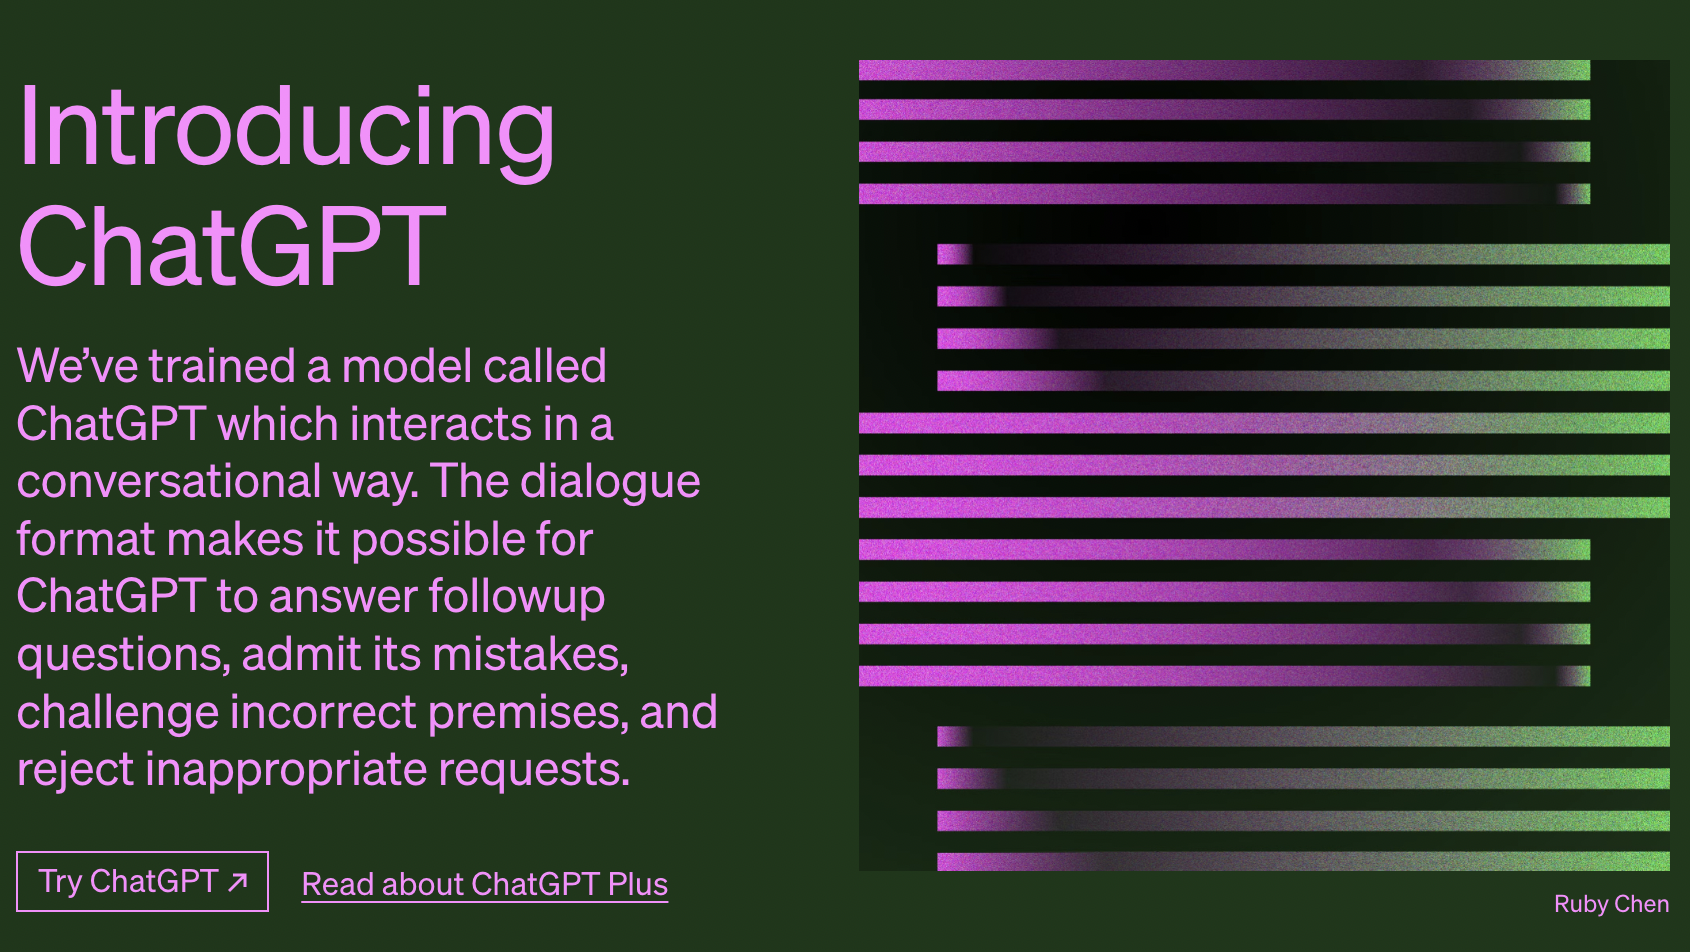 Introducing
ChatGPT
We’ve trained a model called
ChatGPT which interacts in a
conversational way. The dialogue
format makes it possible for
ChatGPT to answer followup
questions, admit its mistakes,
challenge incorrect premises, and
reject inappropriate requests.
Try ChatGPT ↗
Read about ChatGPT Plus
Ruby Chen